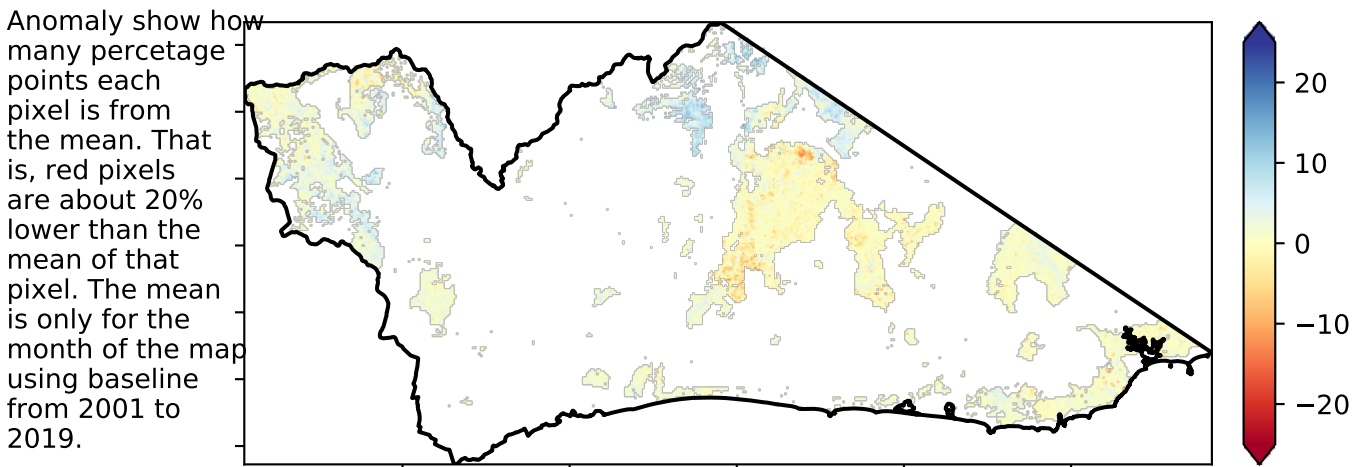 Anomaly show how
many percetage
points each
pixel is from
the mean. That
is, red pixels
are about 20%
lower than the
mean of that
pixel. The mean
is only for the
month of the map
using baseline
from 2001 to
2019.
20
10
0
−10
−20